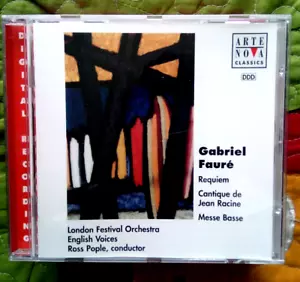 DIGITAL RECORDING
ARTE
NOVA
CLASSICS
DDD
Gabriel
Fauré
Requiem
Cantique de
Jean Racine
Messe Basse
London Festival Orchestra
English Voices
Ross Pople, conductor